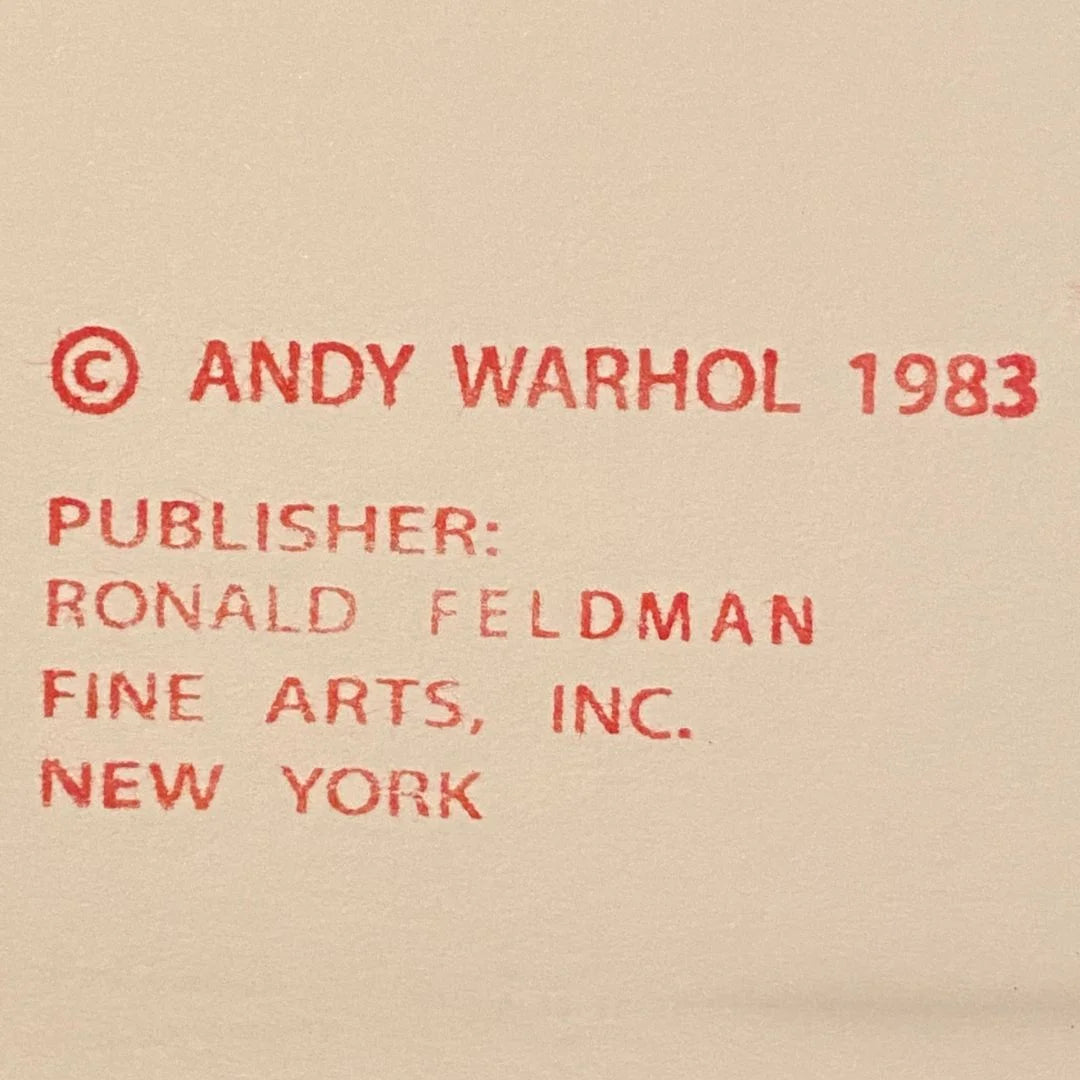 © ANDY WARHOL 1983
PUBLISHER:
RONALD FELDMAN
FINE ARTS, INC.
NEW YORK